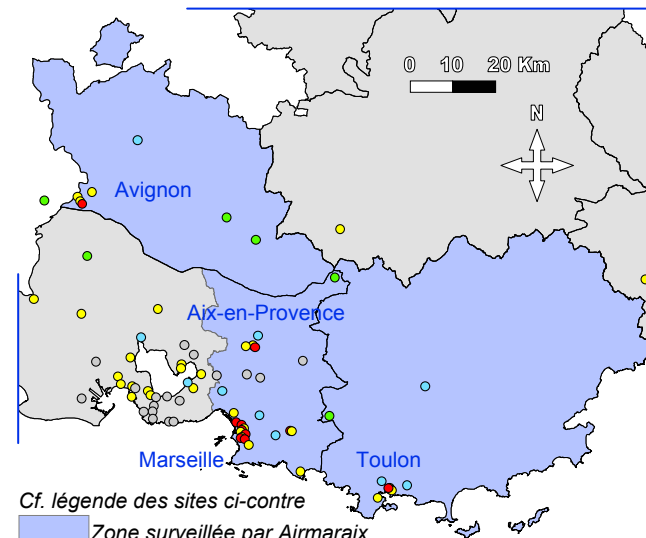 0 10 20 Km
N
Avignon
Aix-en-Provence
Marseille
Toulon
Cf. légende des sites ci-contre
Zone surveillée par Airmaraix